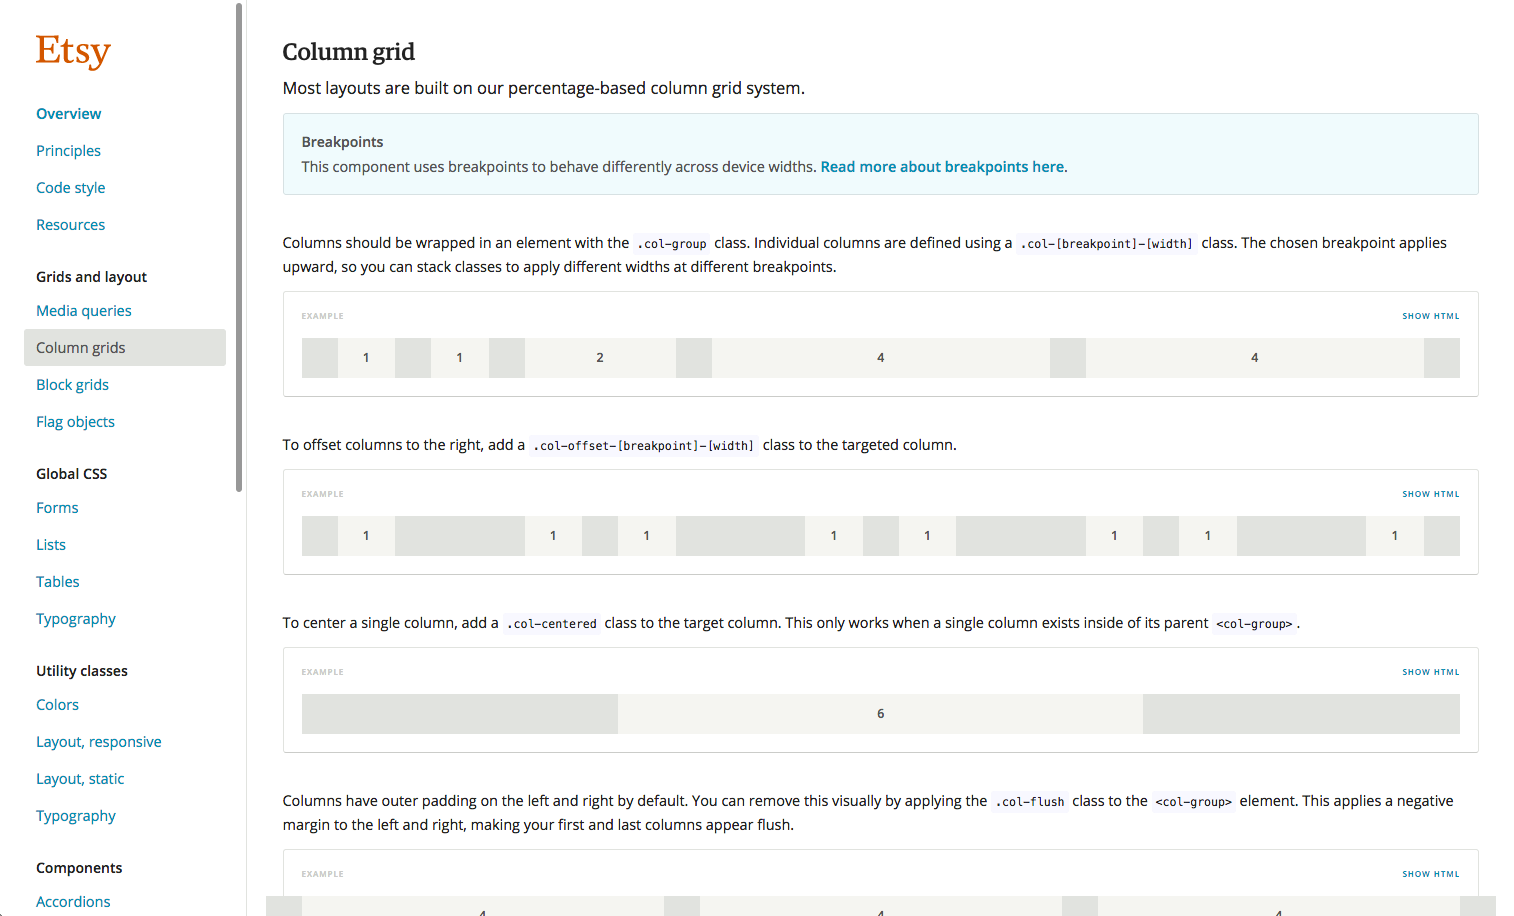 Etsy
Overview
Principles
Code style
Resources
Grids and layout
Media queries
Column grids
Block grids
Flag objects
Global CSS
Forms
Lists
Tables
Typography
Utility classes
Colors
Layout, responsive
Layout, static
Typography
Components
Accordions
Column grid
Most layouts are built on our percentage-based column grid system.
Breakpoints
This component uses breakpoints to behave differently across device widths. Read more about breakpoints here.
Columns should be wrapped in an element with the .col-group class. Individual columns are defined using a .col-[breakpoint]-[width] class. The chosen breakpoint applies
upward, so you can stack classes to apply different widths at different breakpoints.
EXAMPLE SHOW HTML
1 1 2 4 4
To offset columns to the right, add a .col-offset-[breakpoint]-[width] class to the targeted column.
EXAMPLE SHOW HTML
1 1 1 1 1 1 1 1
To center a single column, add a .col-centered class to the target column. This only works when a single column exists inside of its parent <col-group>.
EXAMPLE SHOW HTML
6
Columns have outer padding on the left and right by default. You can remove this visually by applying the .col-flush class to the <col-group> element. This applies a negative
margin to the left and right, making your first and last columns appear flush.
EXAMPLE SHOW HTML
4 4 4